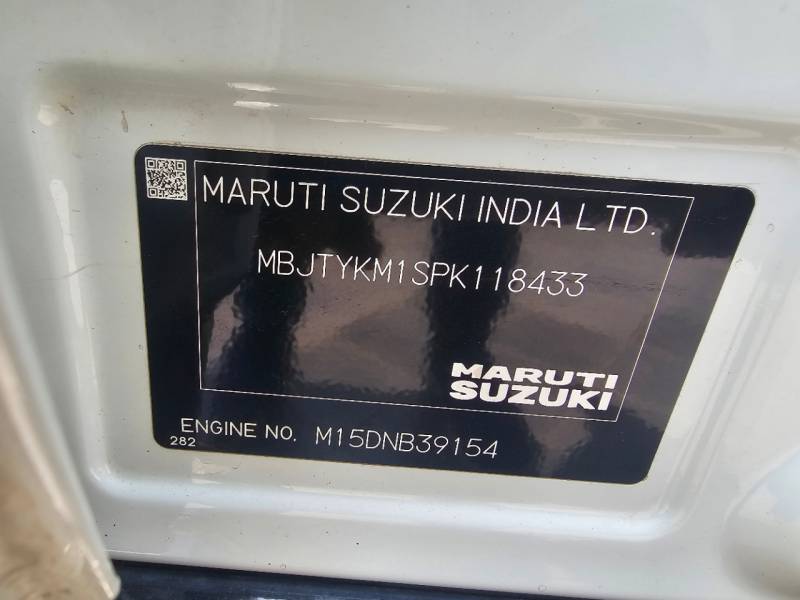 MARUTI SUZUKI INDIA LTD.
MBJTYKM1SPK118433
MARUTI
SUZUKI
ENGINE NO. M15DNB39154
282